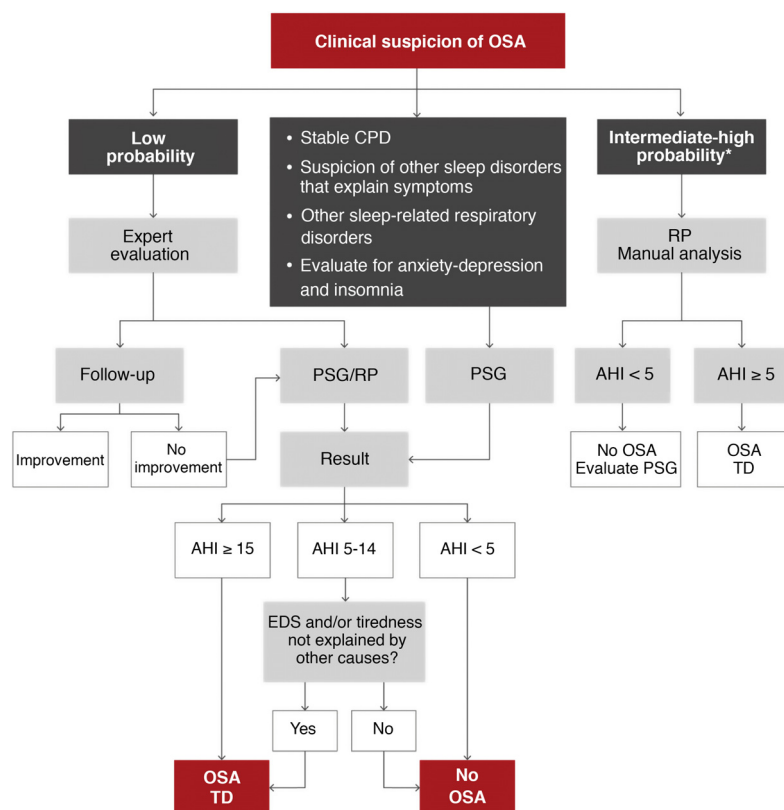 Clinical suspicion of OSA
Low
probability
• Stable CPD
• Suspicion of other sleep disorders
that explain symptoms
• Other sleep-related respiratory
disorders
• Evaluate for anxiety-depression
and insomnia
Intermediate-high
probability*
Expert
evaluation
RP
Manual analysis
Follow-up
PSG/RP
PSG
AHI < 5
AHI ≥ 5
Improvement
No
improvement
Result
No OSA
Evaluate PSG
OSA
TD
AHI ≥ 15
AHI 5-14
AHI < 5
EDS and/or tiredness
not explained by
other causes?
Yes
No
OSA
TD
No
OSA